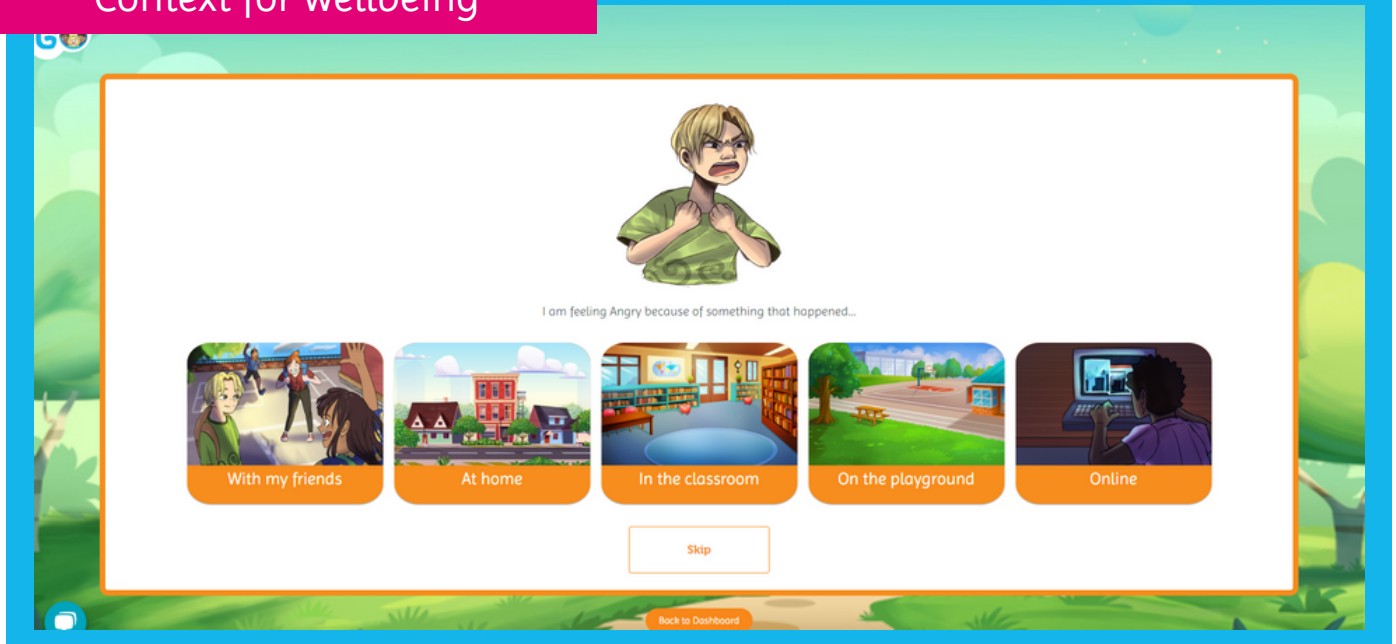 Context for wellbeing
GO
I am feeling Angry because of something that happened...
With my friends
At home
In the classroom
On the playground
Online
Skip
Back to Dashboard